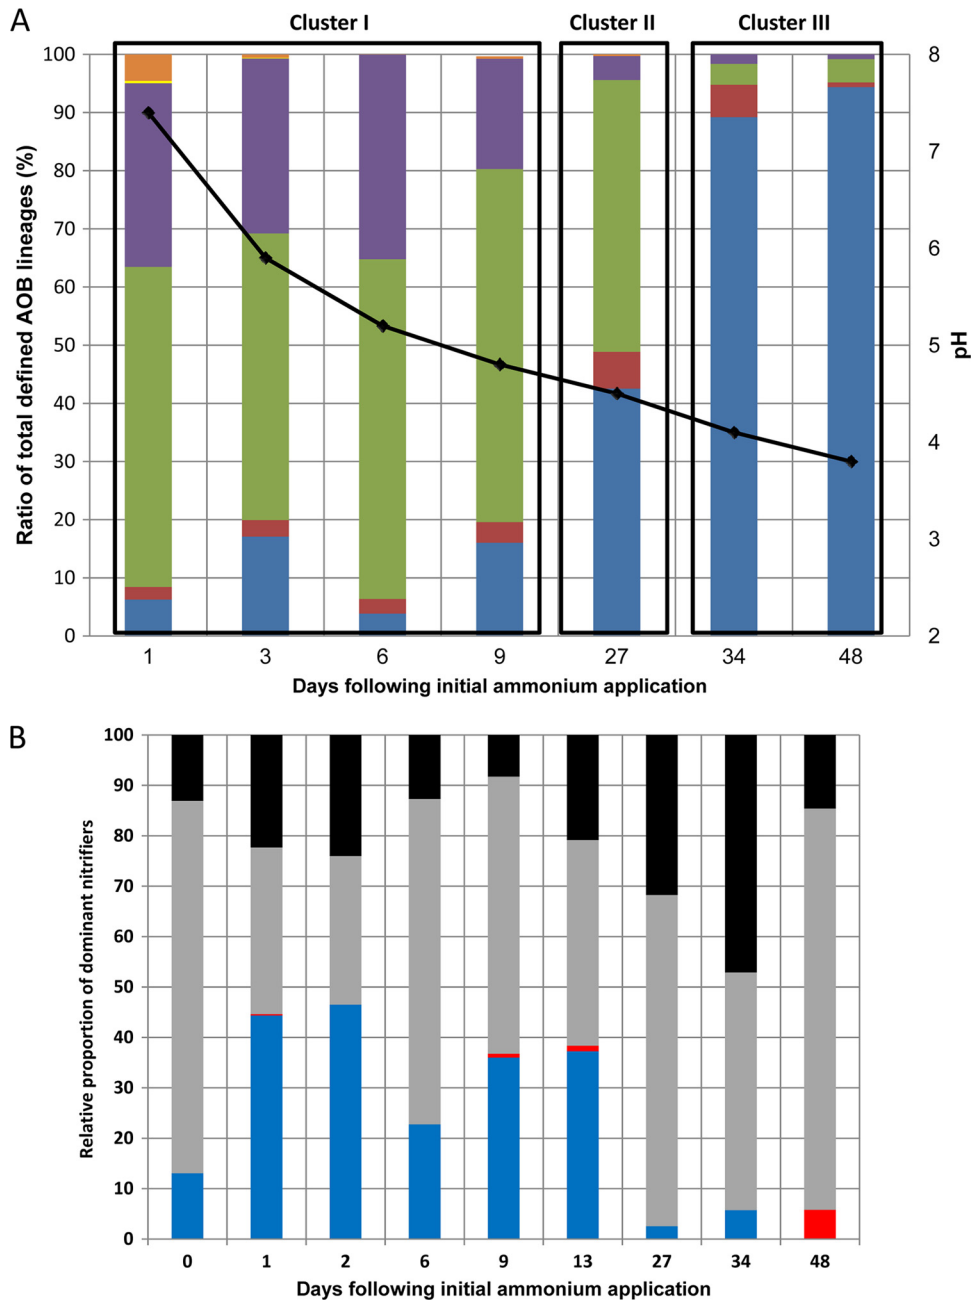 A
Cluster I Cluster II Cluster III
Ratio of total defined AOB lineages (%)
100
90
80
70
60
50
40
30
20
10
0
8
7
6
5
4
3
2
pH
1 3 6 9 27 34 48
Days following initial ammonium application
B
Relative proportion of dominant nitrifiers
100
90
80
70
60
50
40
30
20
10
0
0 1 2 6 9 13 27 34 48
Days following initial ammonium application